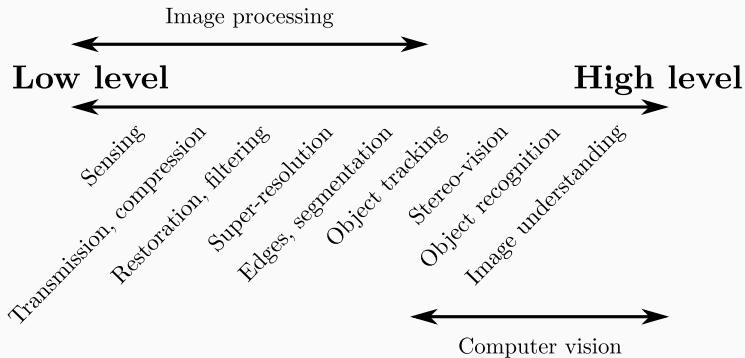 Image processing
Low level
High level
Sensing
Transmission, compression
Restoration, filtering
Super-resolution
Edges, segmentation
Object tracking
Stereo-vision
Object recognition
Image understanding
Computer vision